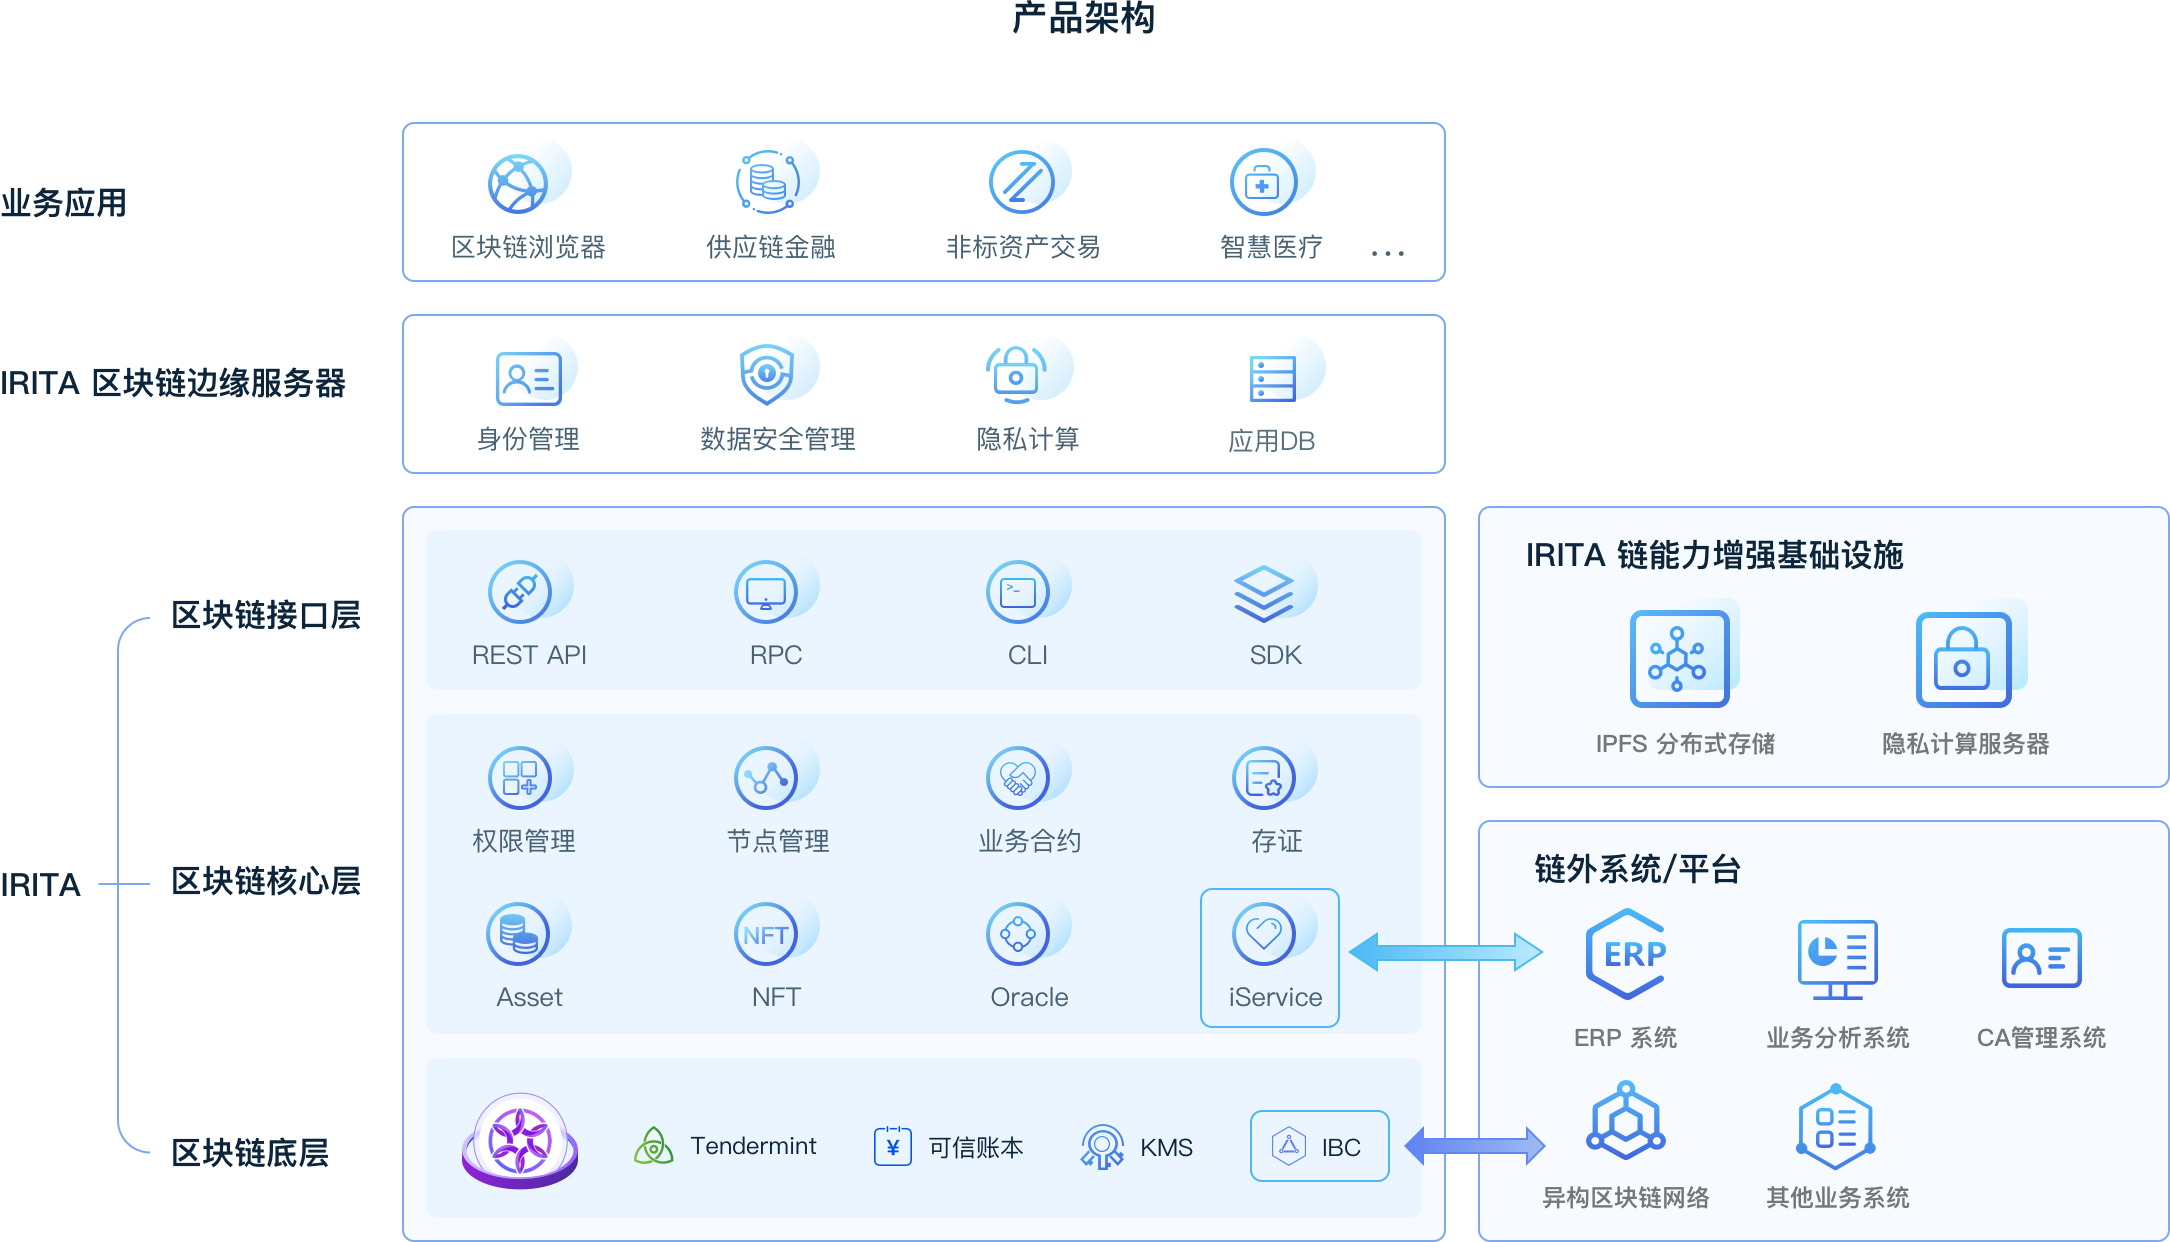 产品架构
业务应用
区块链浏览器
供应链金融
非标资产交易
智慧医疗
...
IRITA 区块链边缘服务器
身份管理
数据安全管理
隐私计算
应用DB
IRITA
区块链接口层
REST API
RPC
CLI
SDK
区块链核心层
权限管理
节点管理
业务合约
存证
Asset
NFT
NFT
Oracle
iService
区块链底层
Tendermint
¥
可信账本
KMS
IBC
IRITA 链能力增强基础设施
IPFS 分布式存储
隐私计算服务器
链外系统/平台
ERP
ERP 系统
业务分析系统
CA管理系统
异构区块链网络
其他业务系统